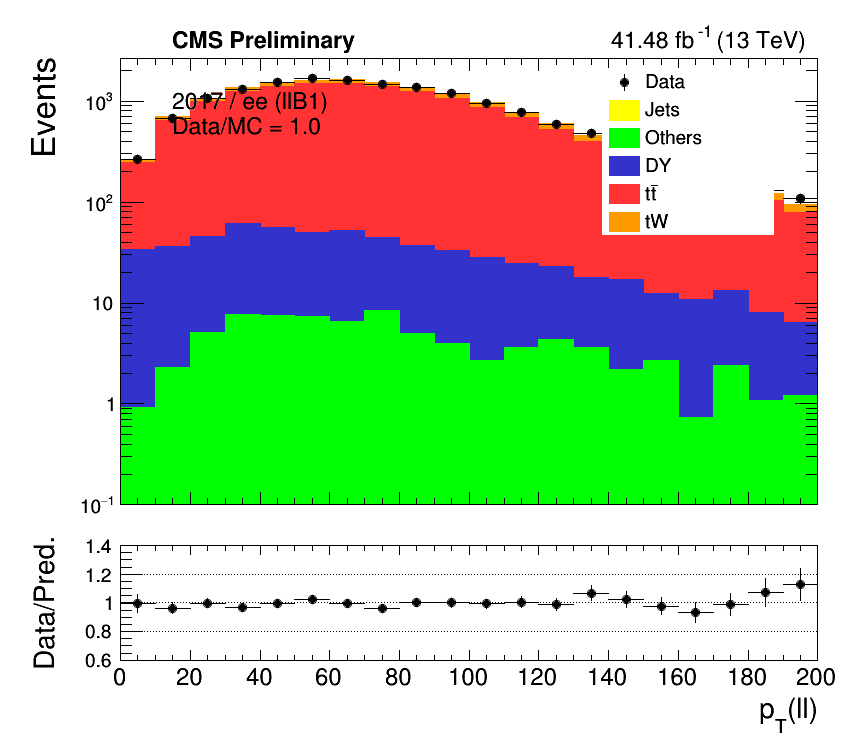 CMS Preliminary
41.48 fb⁻¹ (13 TeV)
Events
10³
10²
10
1
10⁻¹
2017 / ee (llB1)
Data/MC = 1.0
Data
Jets
Others
DY
tt̄
tW
Data/Pred.
1.4
1.2
1
0.8
0.6
0 20 40 60 80 100 120 140 160 180 200
p_T(ll)